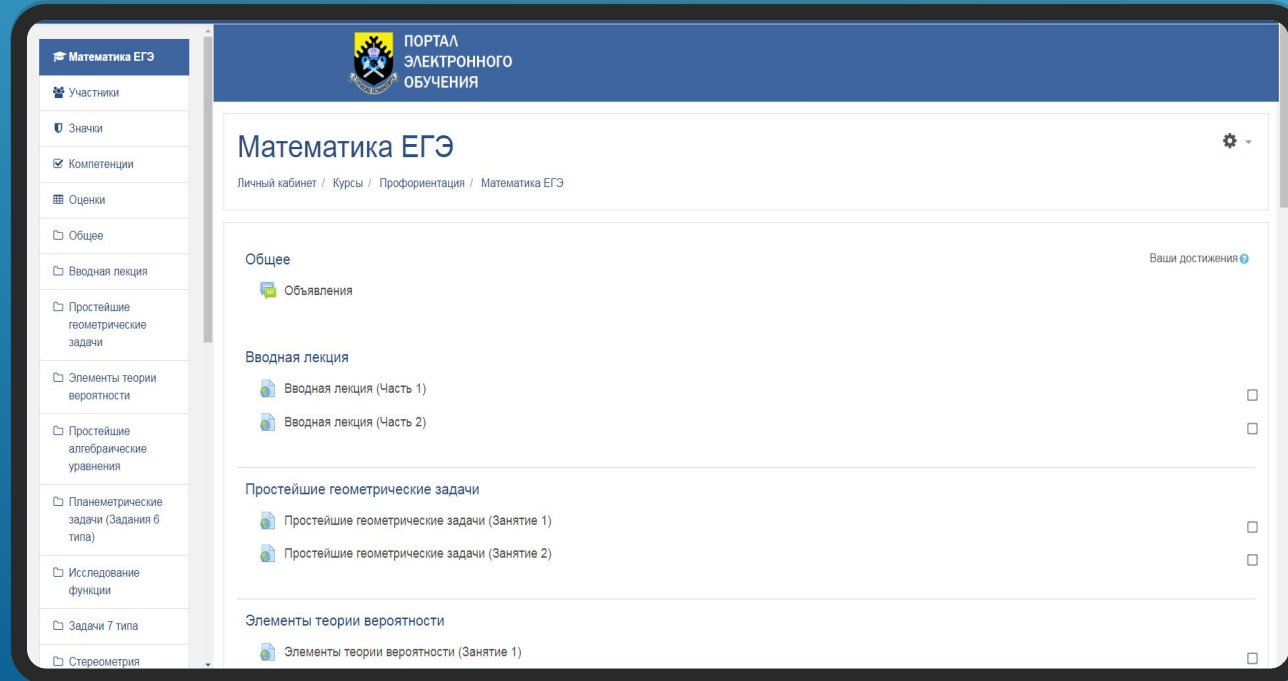 Математика ЕГЭ
Участники
Значки
Компетенции
Оценки
Общее
Вводная лекция
Простейшие
геометрические
задачи
Элементы теории
вероятности
Простейшие
алгебраические
уравнения
Планеметрические
задачи (Задания 6
типа)
Исследование
функции
Задачи 7 типа
Стереометрия
ПОРТАЛ
ЭЛЕКТРОННОГО
ОБУЧЕНИЯ
Математика ЕГЭ
Личный кабинет / Курсы / Профориентация / Математика ЕГЭ
Общее
Ваши достижения
Объявления
Вводная лекция
Вводная лекция (Часть 1)
Вводная лекция (Часть 2)
Простейшие геометрические задачи
Простейшие геометрические задачи (Занятие 1)
Простейшие геометрические задачи (Занятие 2)
Элементы теории вероятности
Элементы теории вероятности (Занятие 1)